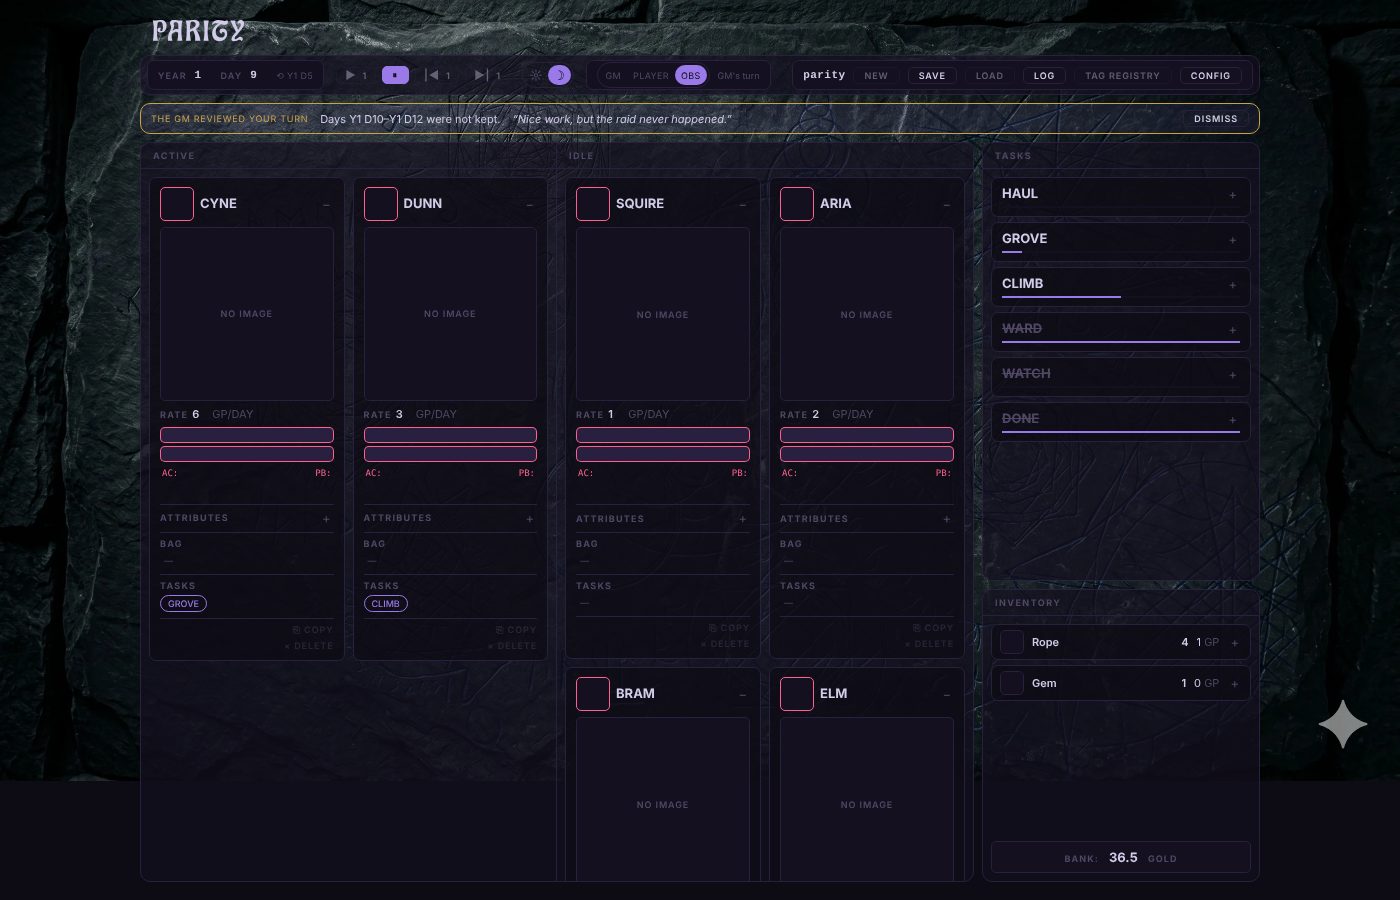 PARITY
YEAR 1 DAY 9 ⟲ Y1 D5 ▶ 1 1 1 GM PLAYER OBS GM's turn parity NEW SAVE LOAD LOG TAG REGISTRY CONFIG
THE GM REVIEWED YOUR TURN Days Y1 D10–Y1 D12 were not kept. “Nice work, but the raid never happened.” DISMISS
ACTIVE
CYNE –
NO IMAGE
RATE 6 GP/DAY
AC: PB:
ATTRIBUTES +
BAG
—
TASKS
GROVE
COPY
× DELETE
DUNN –
NO IMAGE
RATE 3 GP/DAY
AC: PB:
ATTRIBUTES +
BAG
—
TASKS
CLIMB
COPY
× DELETE
IDLE
SQUIRE –
NO IMAGE
RATE 1 GP/DAY
AC: PB:
ATTRIBUTES +
BAG
—
TASKS
—
COPY
× DELETE
ARIA –
NO IMAGE
RATE 2 GP/DAY
AC: PB:
ATTRIBUTES +
BAG
—
TASKS
—
COPY
× DELETE
BRAM –
NO IMAGE
ELM –
NO IMAGE
TASKS
HAUL +
GROVE +
CLIMB +
WARD +
WATCH +
DONE +
INVENTORY
Rope 4 1 GP +
Gem 1 0 GP +
BANK: 36.5 GOLD